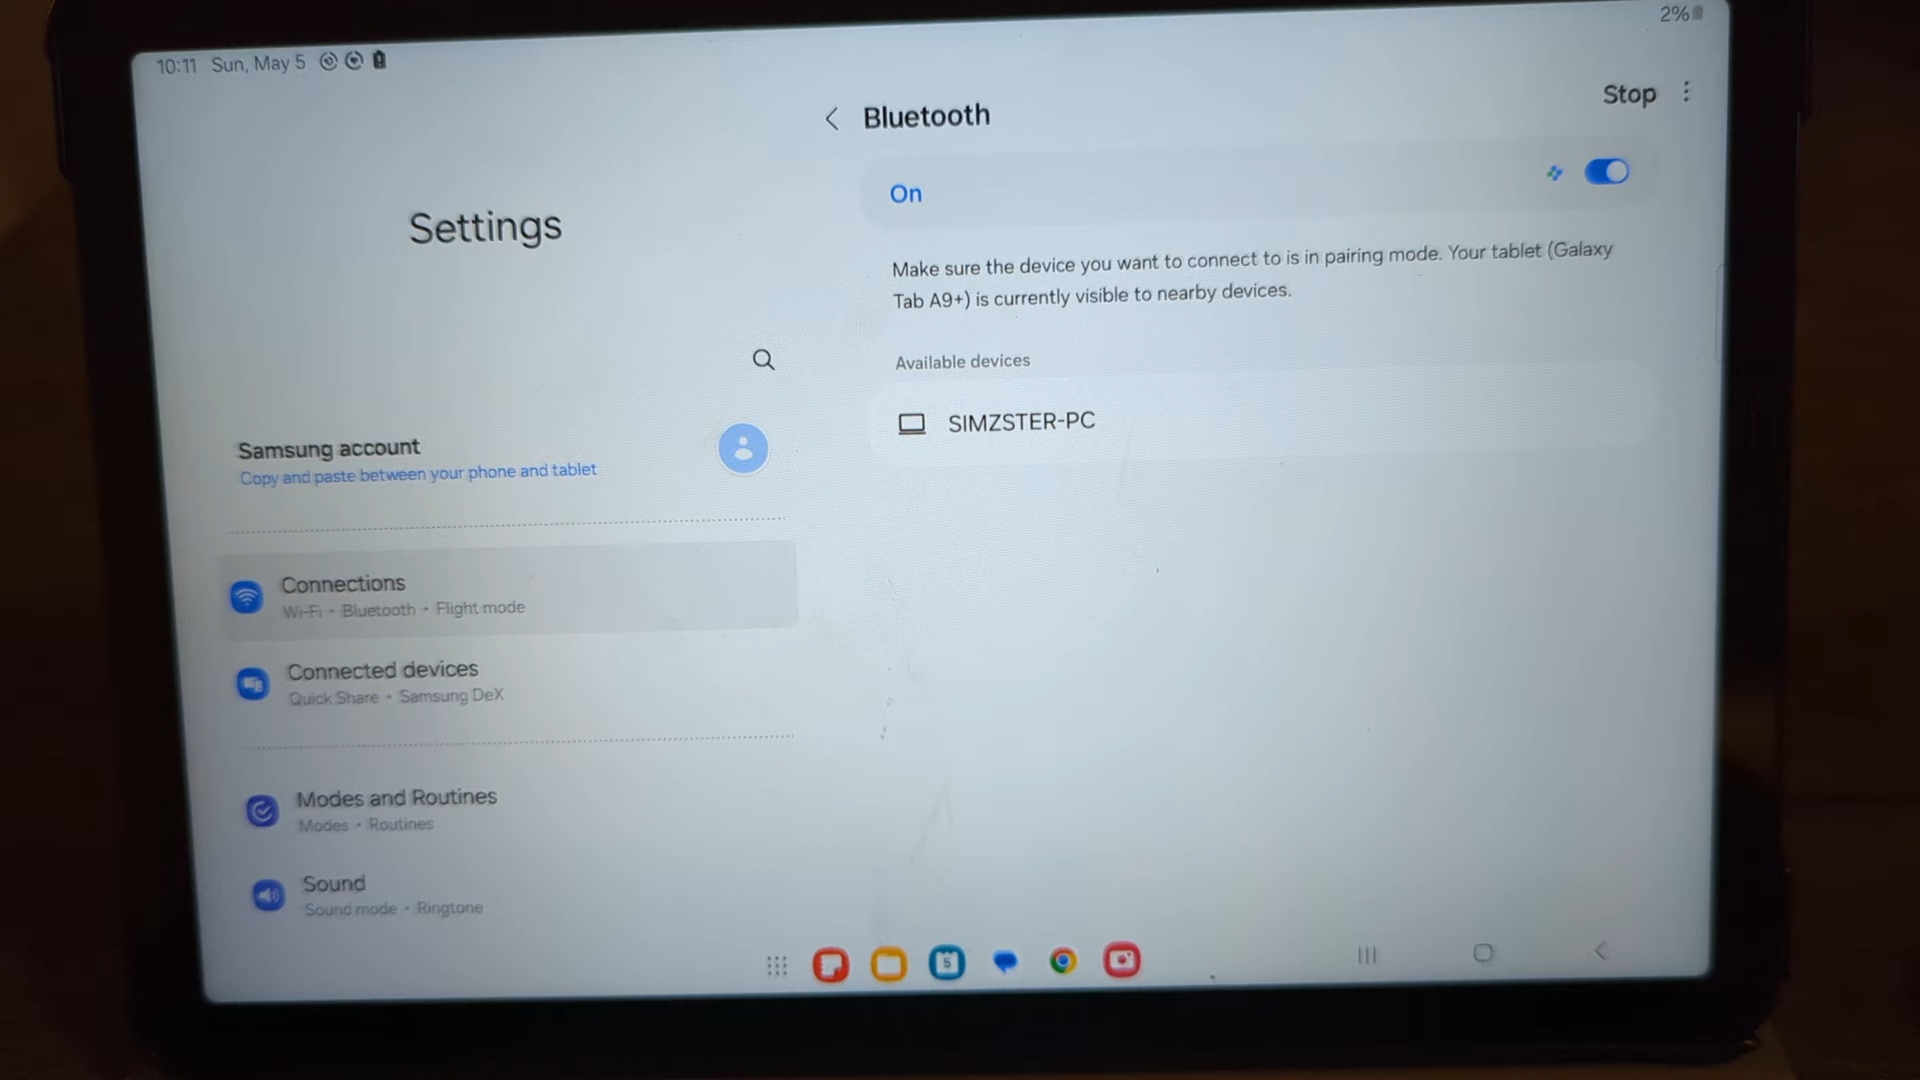 10:11 Sun, May 5
2%
Settings
Samsung account
Copy and paste between your phone and tablet
Connections
Wi-Fi • Bluetooth • Flight mode
Connected devices
Quick Share • Samsung DeX
Modes and Routines
Modes • Routines
Sound
Sound mode • Ringtone
Bluetooth
Stop
On
Make sure the device you want to connect to is in pairing mode. Your tablet (Galaxy
Tab A9+) is currently visible to nearby devices.
Available devices
SIMZSTER-PC
5